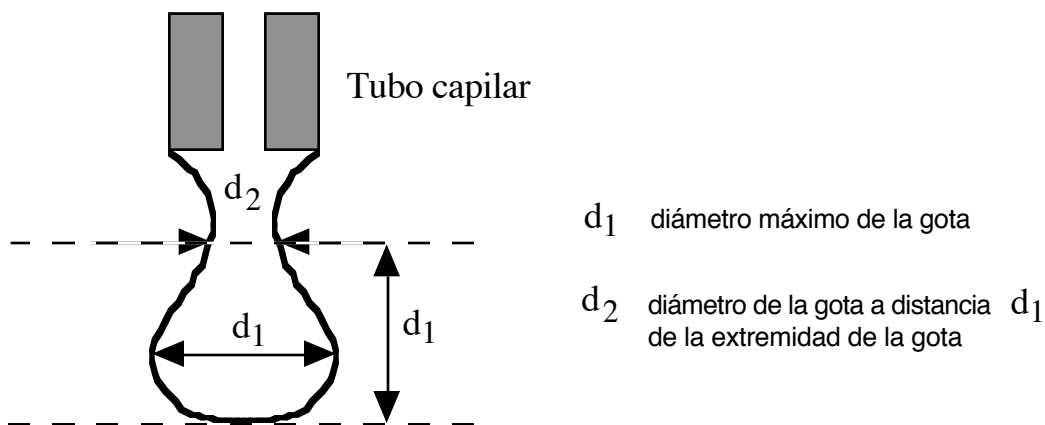 Tubo capilar
d2
d1
d1
d1 diámetro máximo de la gota
d2 diámetro de la gota a distancia d1
de la extremidad de la gota